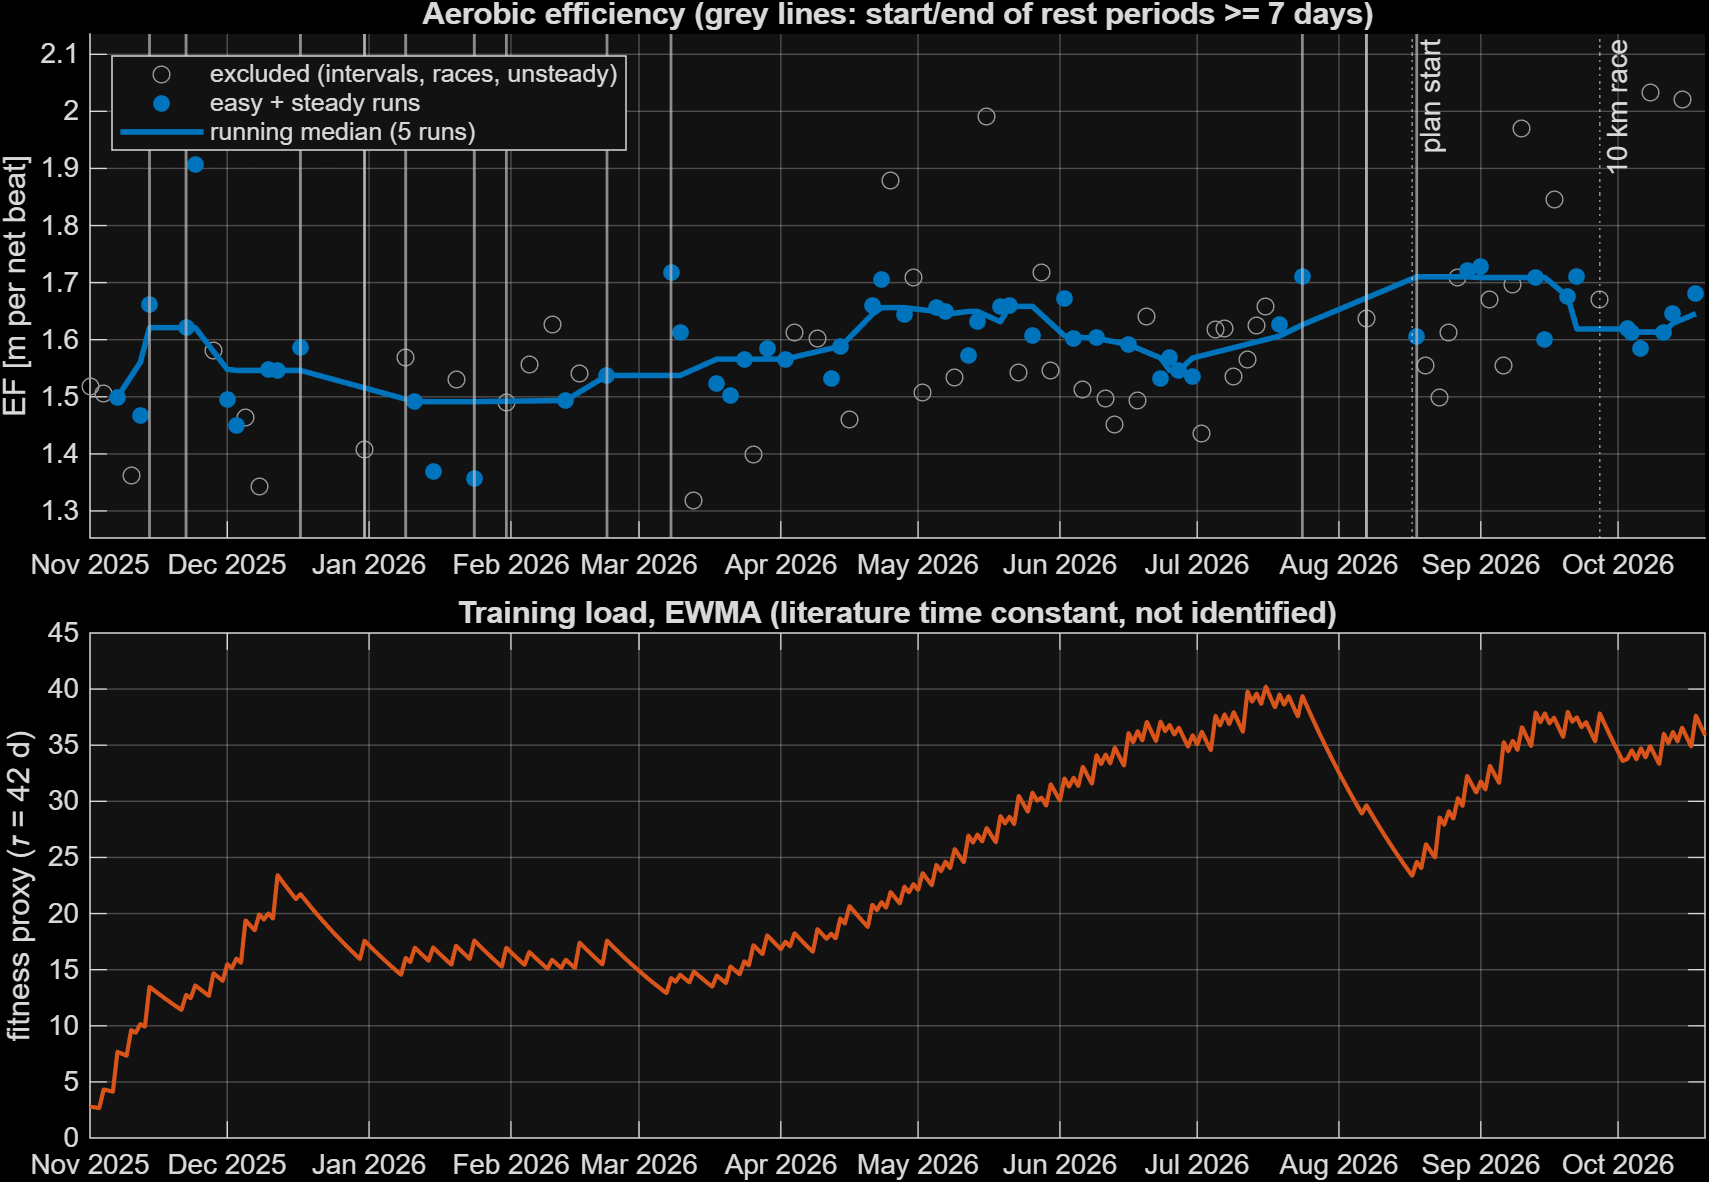 Aerobic efficiency (grey lines: start/end of rest periods >= 7 days)
EF [m per net beat]
2.1
2
1.9
1.8
1.7
1.6
1.5
1.4
1.3
excluded (intervals, races, unsteady)
easy + steady runs
running median (5 runs)
plan start
10 km race
Nov 2025 Dec 2025 Jan 2026 Feb 2026 Mar 2026 Apr 2026 May 2026 Jun 2026 Jul 2026 Aug 2026 Sep 2026 Oct 2026
Training load, EWMA (literature time constant, not identified)
fitness proxy (τ = 42 d)
45
40
35
30
25
20
15
10
5
0
Nov 2025 Dec 2025 Jan 2026 Feb 2026 Mar 2026 Apr 2026 May 2026 Jun 2026 Jul 2026 Aug 2026 Sep 2026 Oct 2026